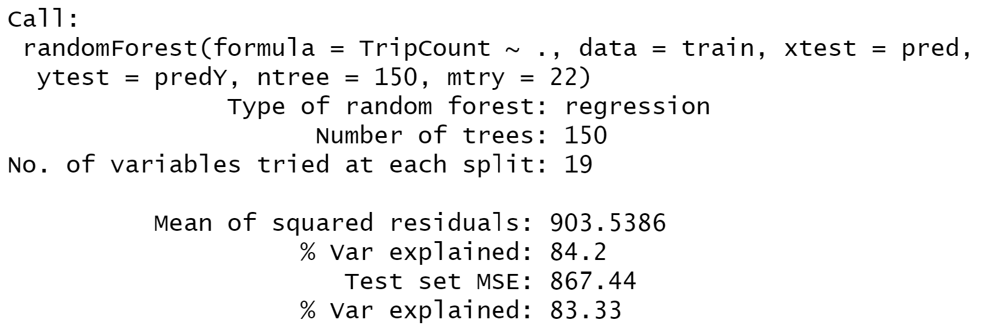 Call:
 randomForest(formula = TripCount ~ ., data = train, xtest = pred,
  ytest = predY, ntree = 150, mtry = 22)
               Type of random forest: regression
                     Number of trees: 150
No. of variables tried at each split: 19

          Mean of squared residuals: 903.5386
                    % Var explained: 84.2
                       Test set MSE: 867.44
                    % Var explained: 83.33